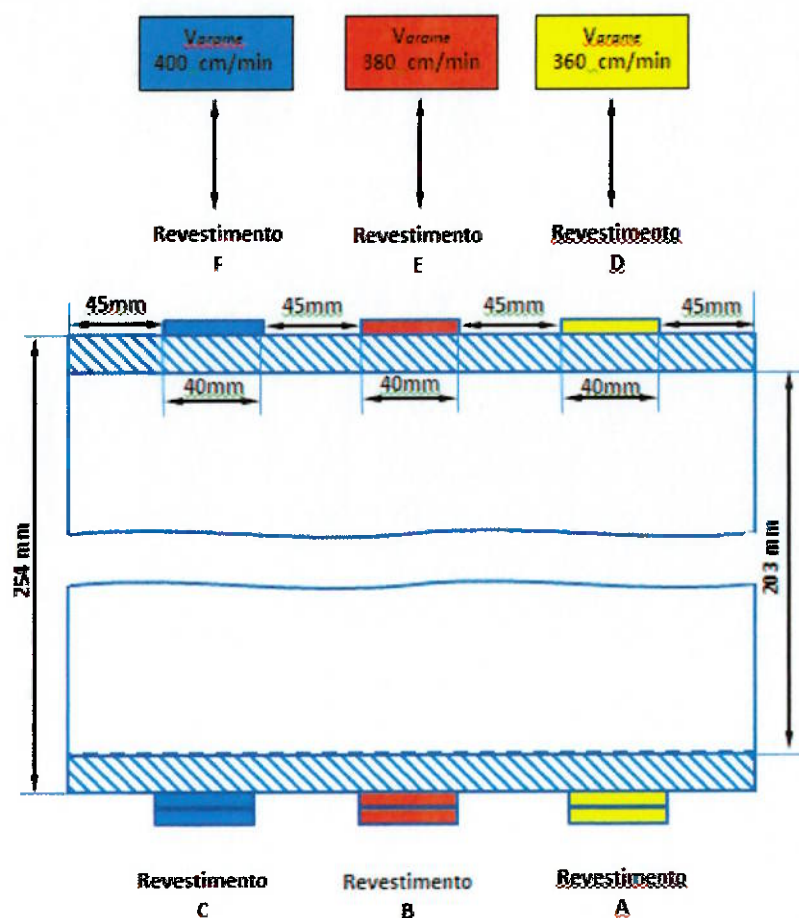 Varame
400 cm/min
Varame
380 cm/min
Varame
360 cm/min
Revestimento
F
Revestimento
E
Revestimento
D
45mm
45mm
45mm
45mm
40mm
40mm
40mm
254 mm
203 mm
Revestimento
C
Revestimento
B
Revestimento
A